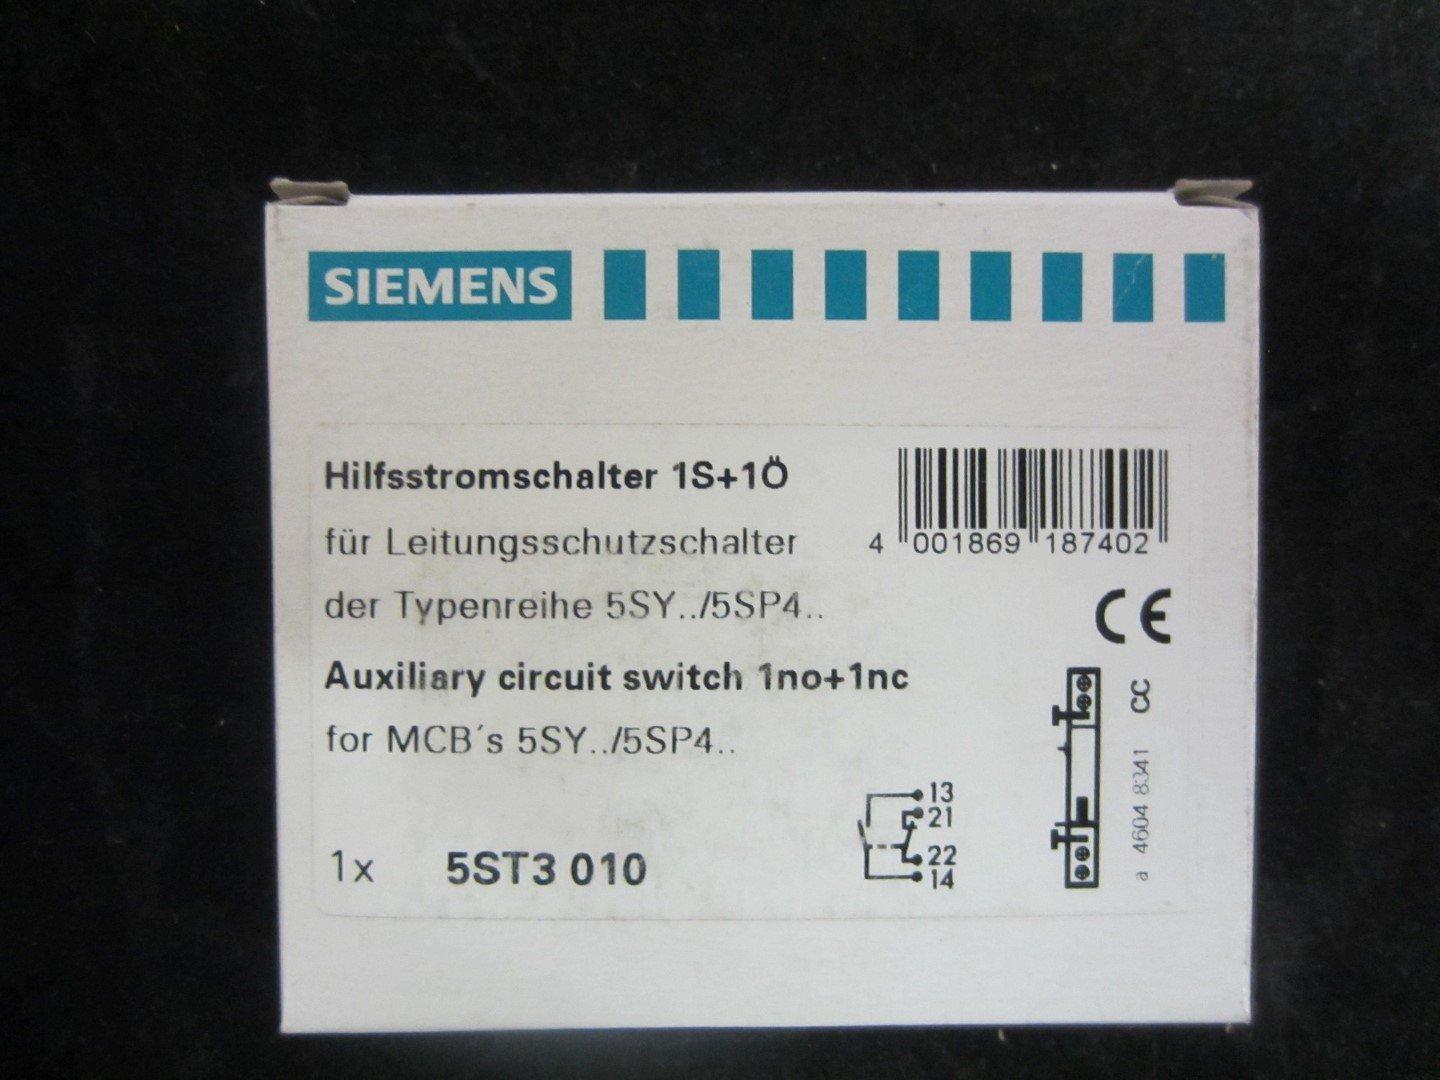 SIEMENS
Hilfsstromschalter 1S+1Ö
für Leitungsschutzschalter
der Typenreihe 5SY../5SP4..
4 001869 187402
CE
Auxiliary circuit switch 1no+1nc
for MCB´s 5SY../5SP4..
1x 5ST3 010
13
21
22
14
a 4604 8341 CC